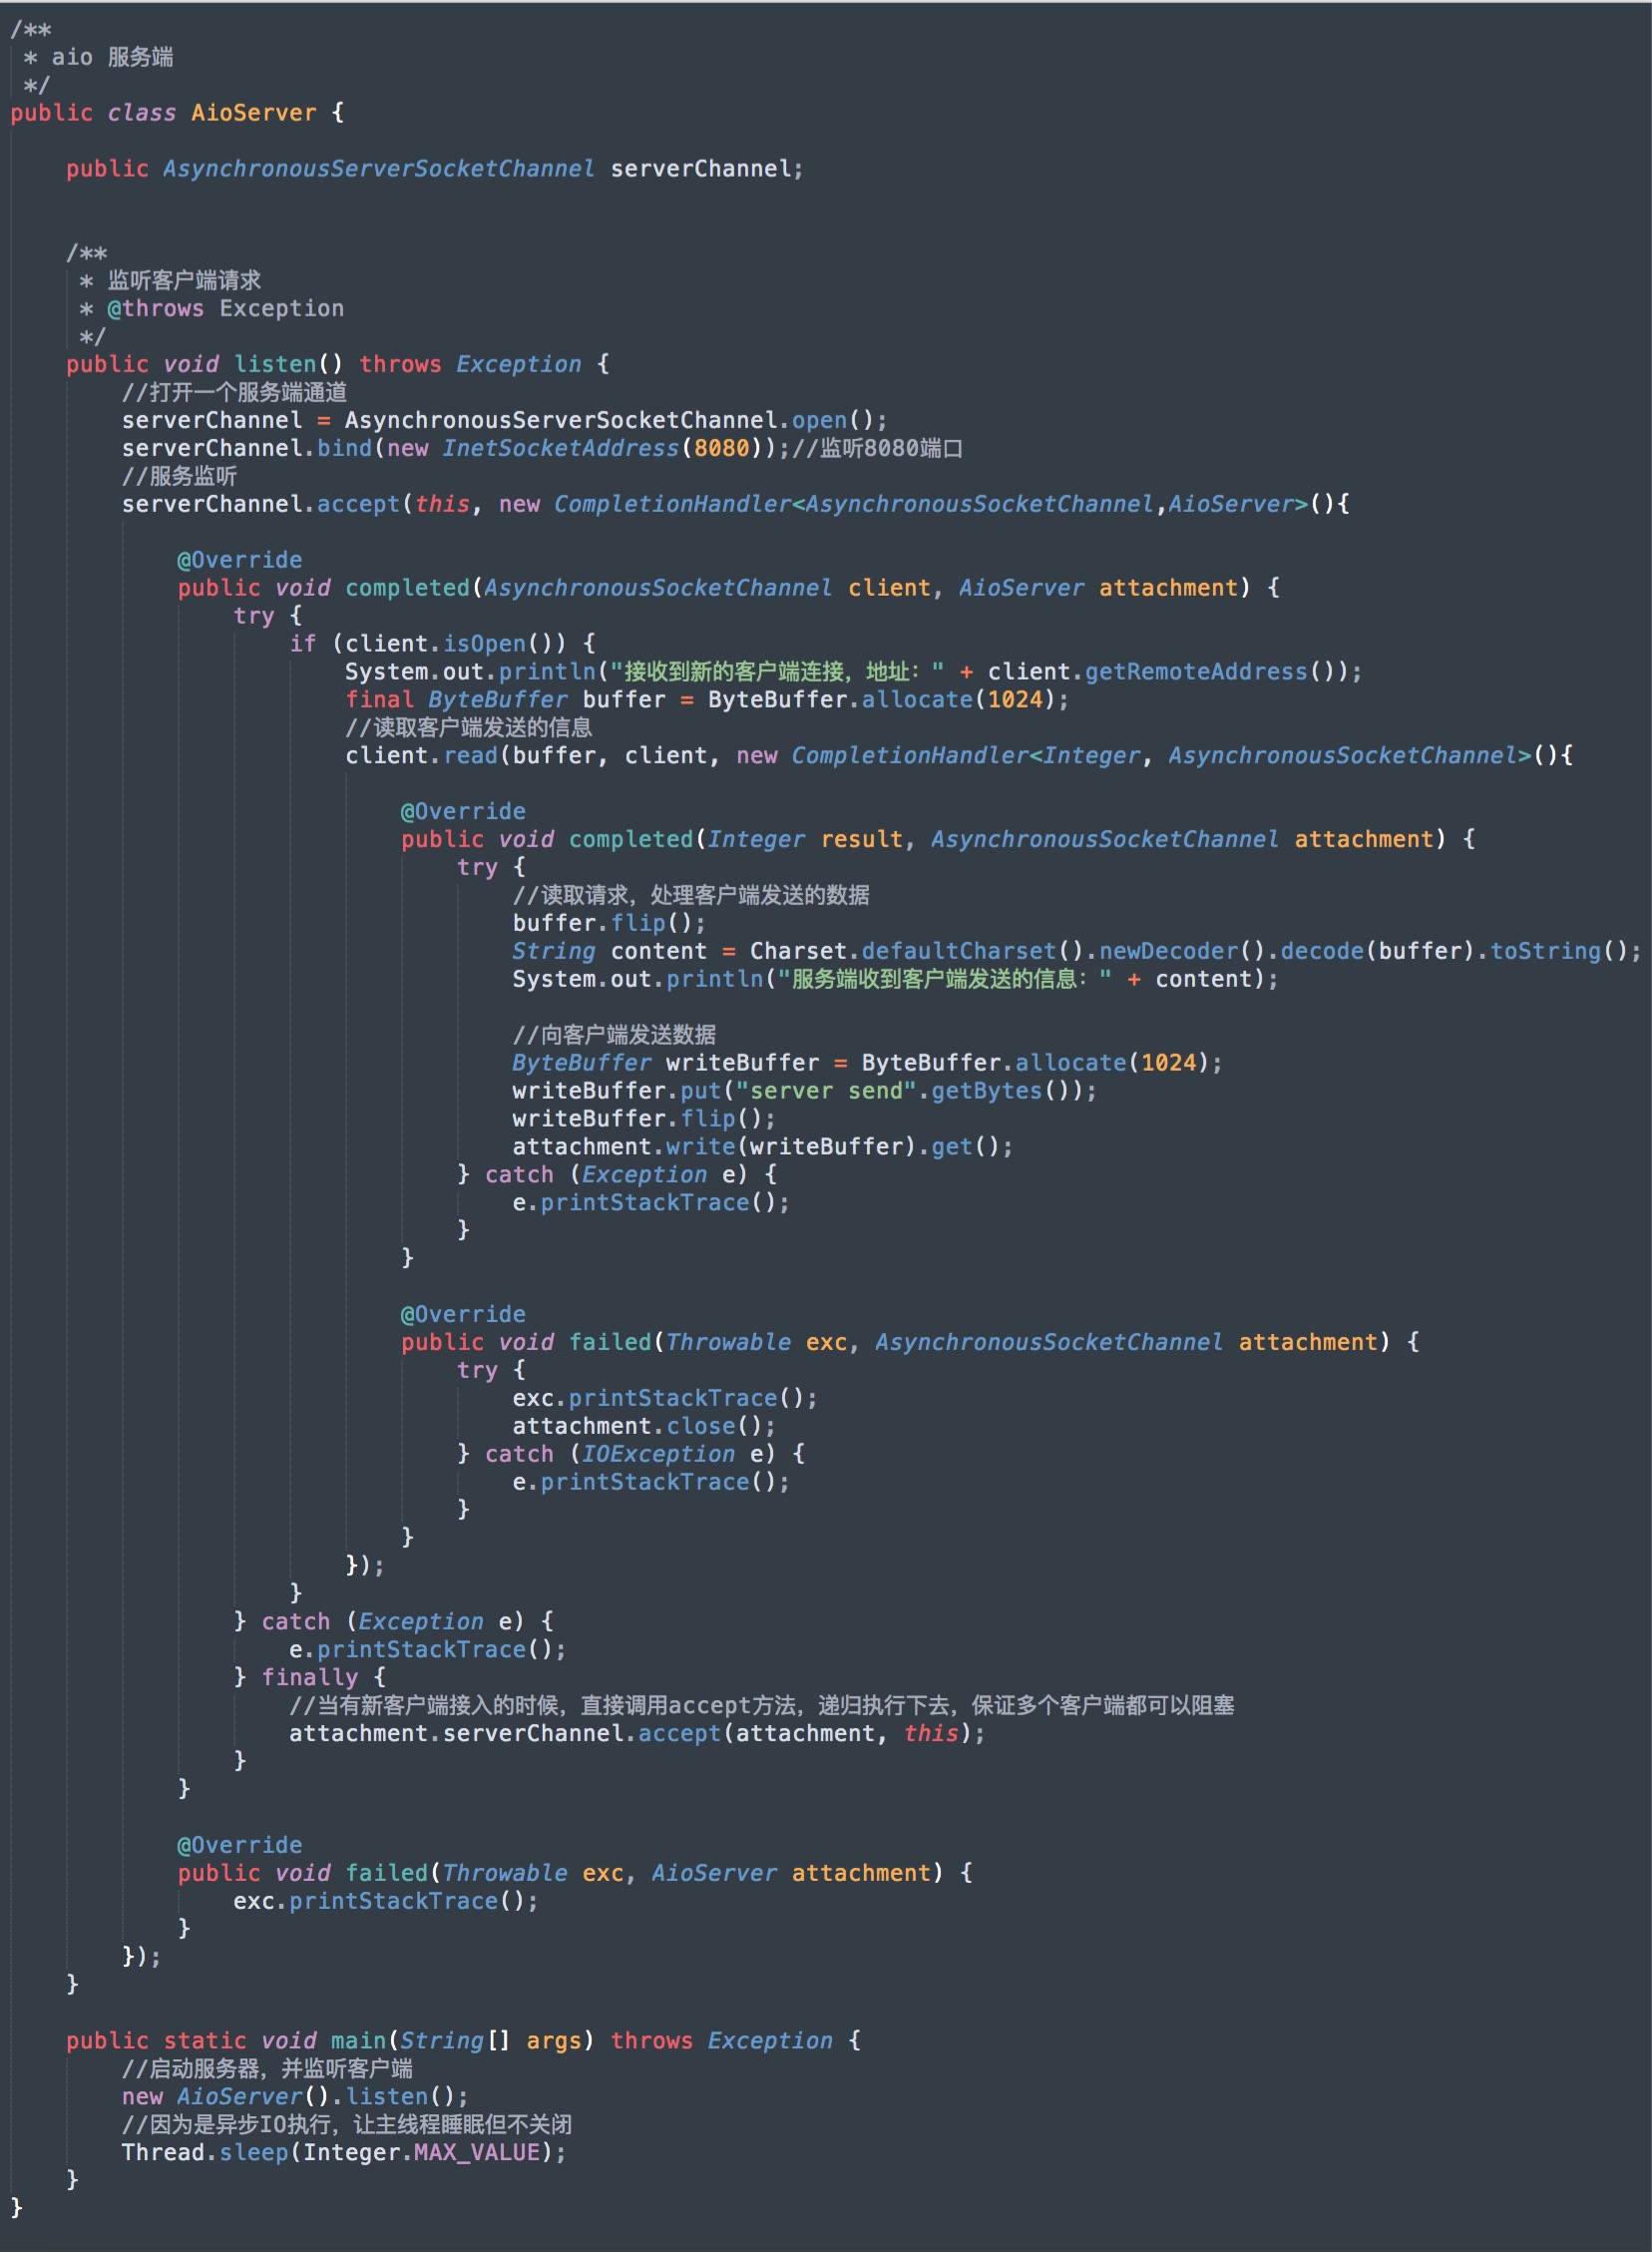 /**
 * aio 服务端
 */
public class AioServer {

    public AsynchronousServerSocketChannel serverChannel;


    /**
     * 监听客户端请求
     * @throws Exception
     */
    public void listen() throws Exception {
        //打开一个服务端通道
        serverChannel = AsynchronousServerSocketChannel.open();
        serverChannel.bind(new InetSocketAddress(8080));//监听8080端口
        //服务监听
        serverChannel.accept(this, new CompletionHandler<AsynchronousSocketChannel,AioServer>(){

            @Override
            public void completed(AsynchronousSocketChannel client, AioServer attachment) {
                try {
                    if (client.isOpen()) {
                        System.out.println("接收到新的客户端连接，地址：" + client.getRemoteAddress());
                        final ByteBuffer buffer = ByteBuffer.allocate(1024);
                        //读取客户端发送的信息
                        client.read(buffer, client, new CompletionHandler<Integer, AsynchronousSocketChannel>(){

                            @Override
                            public void completed(Integer result, AsynchronousSocketChannel attachment) {
                                try {
                                    //读取请求，处理客户端发送的数据
                                    buffer.flip();
                                    String content = Charset.defaultCharset().newDecoder().decode(buffer).toString();
                                    System.out.println("服务端收到客户端发送的信息：" + content);

                                    //向客户端发送数据
                                    ByteBuffer writeBuffer = ByteBuffer.allocate(1024);
                                    writeBuffer.put("server send".getBytes());
                                    writeBuffer.flip();
                                    attachment.write(writeBuffer).get();
                                } catch (Exception e) {
                                    e.printStackTrace();
                                }
                            }

                            @Override
                            public void failed(Throwable exc, AsynchronousSocketChannel attachment) {
                                try {
                                    exc.printStackTrace();
                                    attachment.close();
                                } catch (IOException e) {
                                    e.printStackTrace();
                                }
                            }
                        });
                    }
                } catch (Exception e) {
                    e.printStackTrace();
                } finally {
                    //当有新客户端接入的时候，直接调用accept方法，递归执行下去，保证多个客户端都可以阻塞
                    attachment.serverChannel.accept(attachment, this);
                }
            }

            @Override
            public void failed(Throwable exc, AioServer attachment) {
                exc.printStackTrace();
            }
        });
    }

    public static void main(String[] args) throws Exception {
        //启动服务器，并监听客户端
        new AioServer().listen();
        //因为是异步IO执行，让主线程睡眠但不关闭
        Thread.sleep(Integer.MAX_VALUE);
    }
}